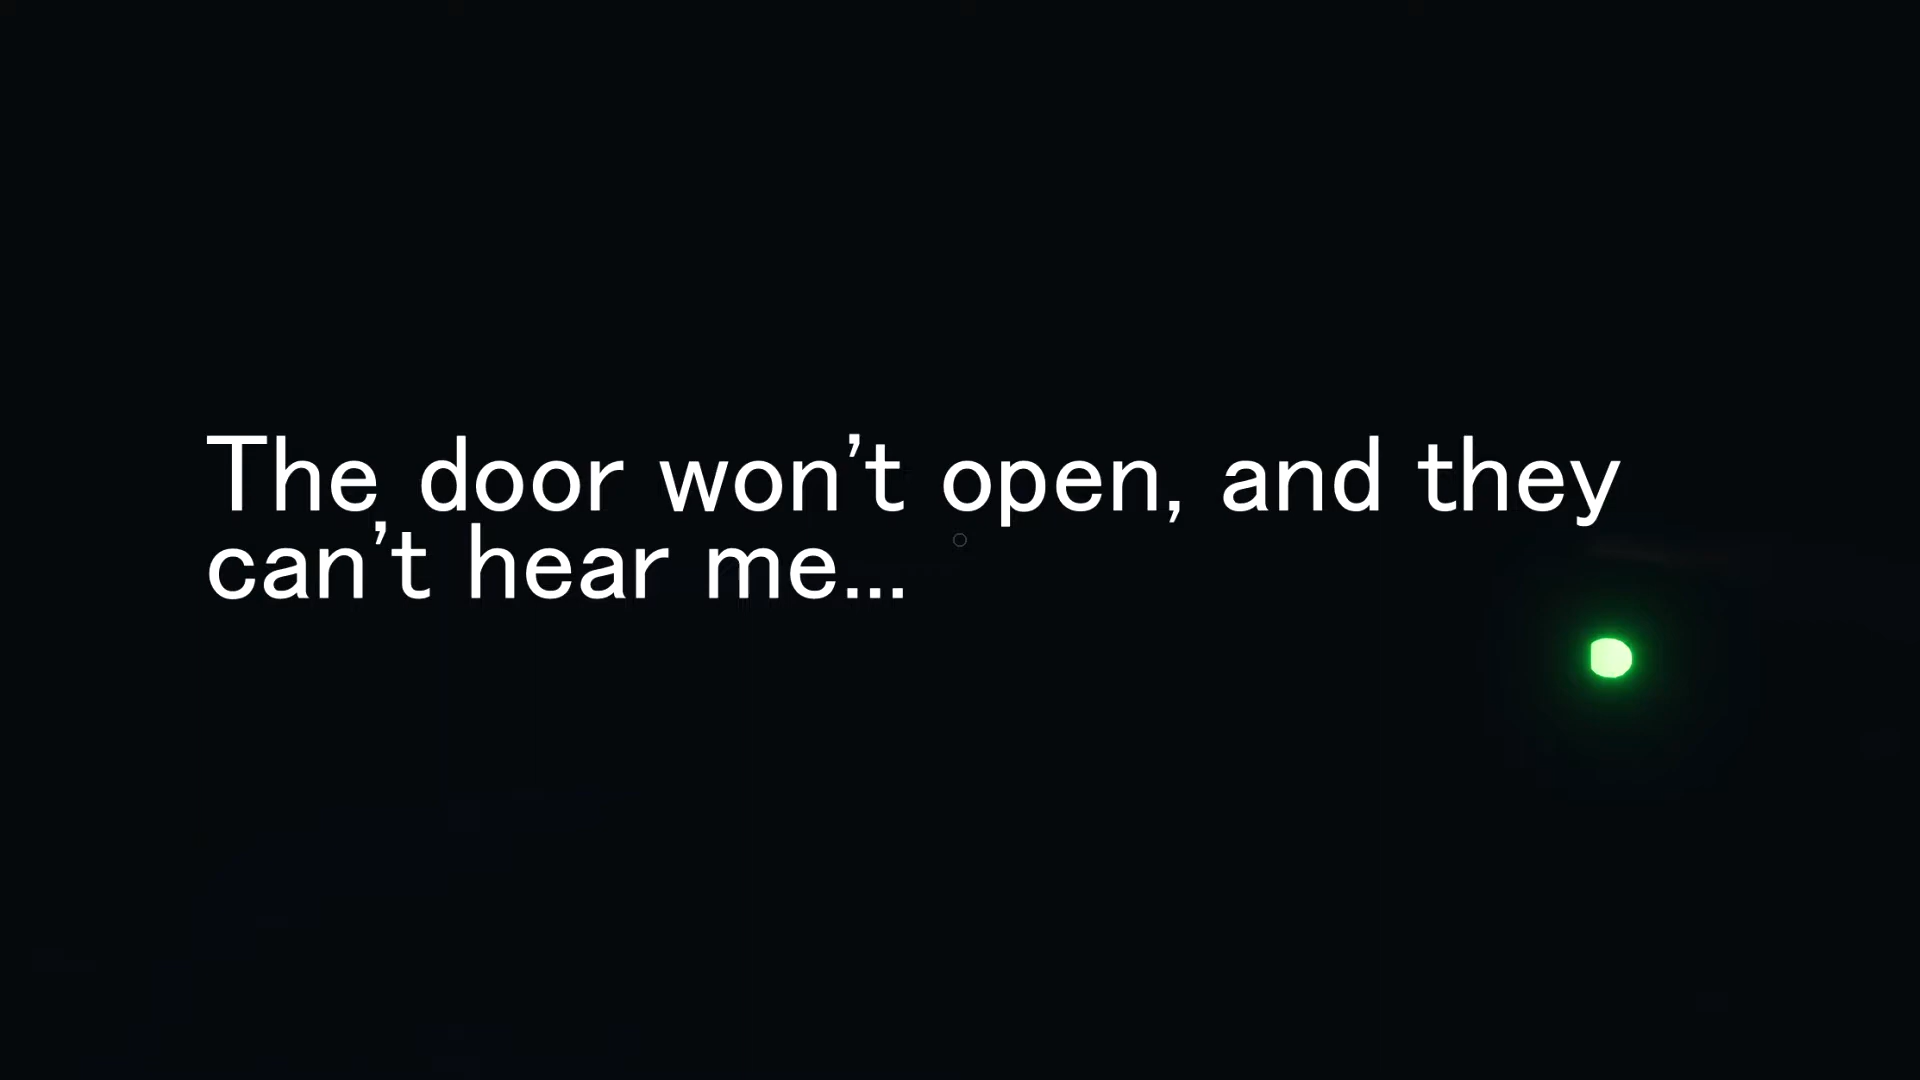 The door won’t open, and they
can’t hear me...